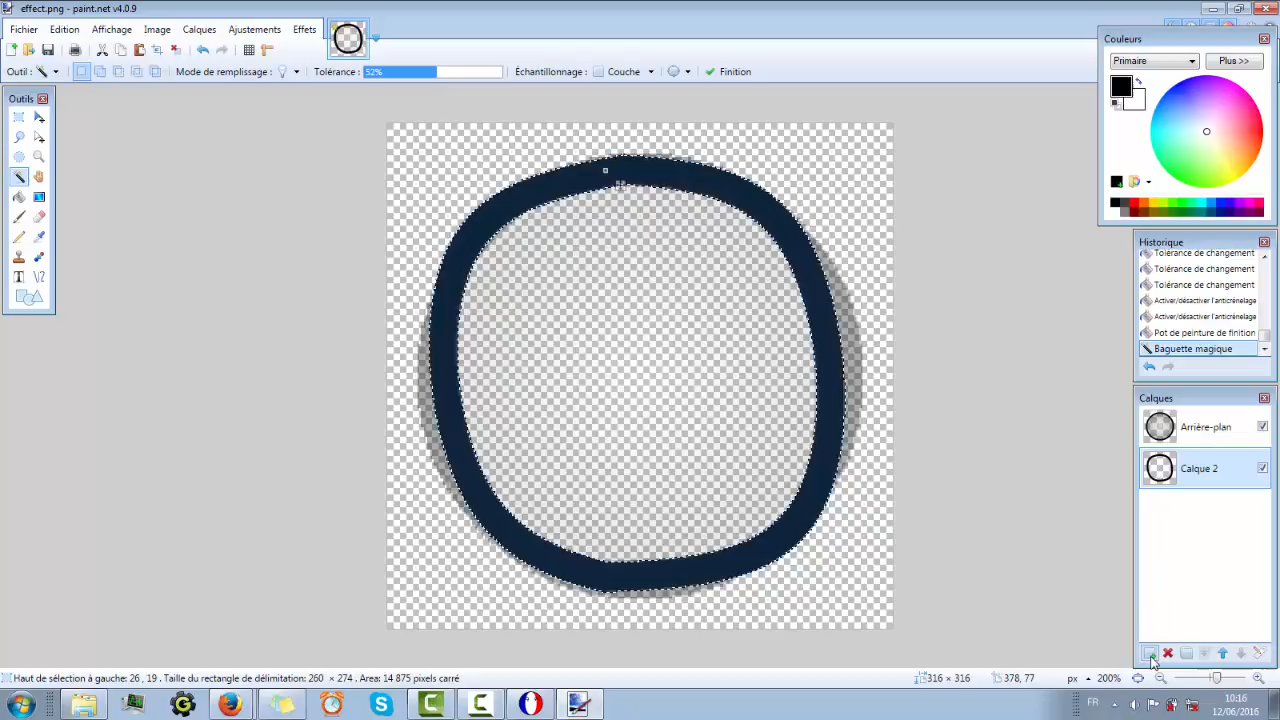 effect.png - paint.net v4.0.9
Fichier Edition Affichage Image Calques Ajustements Effets
Outil : Mode de remplissage : Tolérance : 52% Échantillonnage : Couche Finition
Couleurs
Primaire Plus >>
Outils
Historique
Tolérance de changement
Tolérance de changement
Tolérance de changement
Activer/désactiver l'anticrénelage
Activer/désactiver l'anticrénelage
Pot de peinture de finition
Baguette magique
Calques
Arrière-plan
Calque 2
Haut de sélection à gauche: 26 , 19 . Taille du rectangle de délimitation: 260 × 274 . Area: 14 875 pixels carré
316 × 316 378, 77 px 200%
FR 10:16
12/06/2016